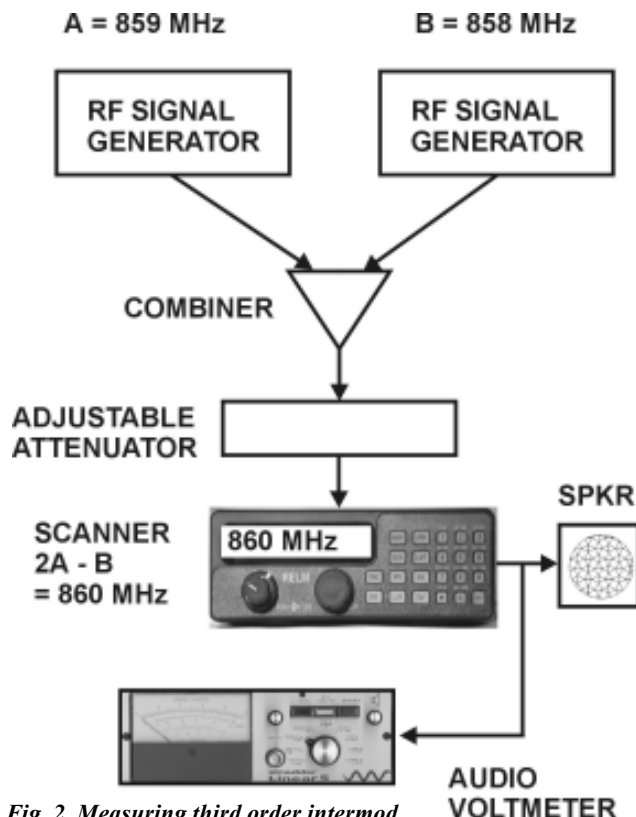 A = 859 MHz
B = 858 MHz
RF SIGNAL
GENERATOR
RF SIGNAL
GENERATOR
COMBINER
ADJUSTABLE
ATTENUATOR
SPKR
SCANNER
2A - B
= 860 MHz
860 MHz
RELM
AUDIO
VOLTMETER
Fig. 2. Measuring third order intermod